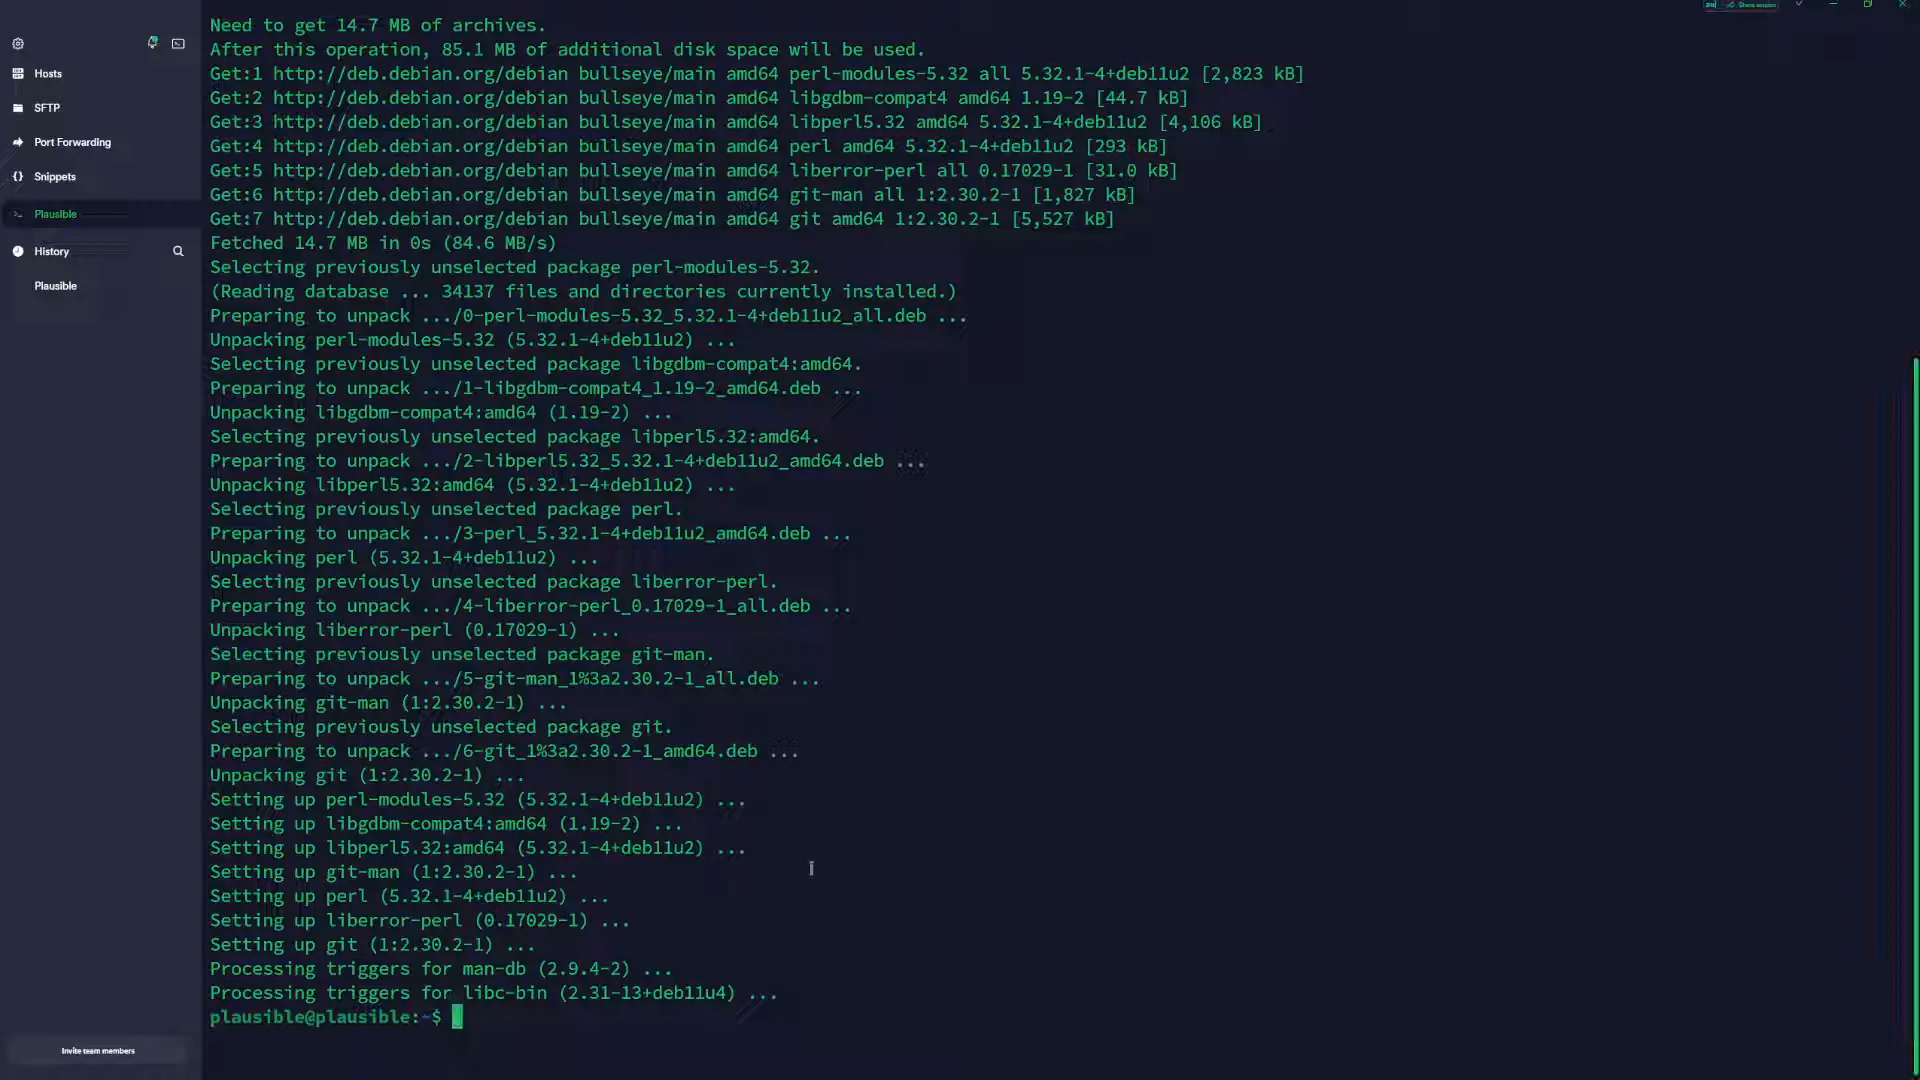 Share session
Hosts
SFTP
Port Forwarding
Snippets
Plausible
History
Plausible
Invite team members
Need to get 14.7 MB of archives.
After this operation, 85.1 MB of additional disk space will be used.
Get:1 http://deb.debian.org/debian bullseye/main amd64 perl-modules-5.32 all 5.32.1-4+deb11u2 [2,823 kB]
Get:2 http://deb.debian.org/debian bullseye/main amd64 libgdbm-compat4 amd64 1.19-2 [44.7 kB]
Get:3 http://deb.debian.org/debian bullseye/main amd64 libperl5.32 amd64 5.32.1-4+deb11u2 [4,106 kB]
Get:4 http://deb.debian.org/debian bullseye/main amd64 perl amd64 5.32.1-4+deb11u2 [293 kB]
Get:5 http://deb.debian.org/debian bullseye/main amd64 liberror-perl all 0.17029-1 [31.0 kB]
Get:6 http://deb.debian.org/debian bullseye/main amd64 git-man all 1:2.30.2-1 [1,827 kB]
Get:7 http://deb.debian.org/debian bullseye/main amd64 git amd64 1:2.30.2-1 [5,527 kB]
Fetched 14.7 MB in 0s (84.6 MB/s)
Selecting previously unselected package perl-modules-5.32.
(Reading database ... 34137 files and directories currently installed.)
Preparing to unpack .../0-perl-modules-5.32_5.32.1-4+deb11u2_all.deb ...
Unpacking perl-modules-5.32 (5.32.1-4+deb11u2) ...
Selecting previously unselected package libgdbm-compat4:amd64.
Preparing to unpack .../1-libgdbm-compat4_1.19-2_amd64.deb ...
Unpacking libgdbm-compat4:amd64 (1.19-2) ...
Selecting previously unselected package libperl5.32:amd64.
Preparing to unpack .../2-libperl5.32_5.32.1-4+deb11u2_amd64.deb ...
Unpacking libperl5.32:amd64 (5.32.1-4+deb11u2) ...
Selecting previously unselected package perl.
Preparing to unpack .../3-perl_5.32.1-4+deb11u2_amd64.deb ...
Unpacking perl (5.32.1-4+deb11u2) ...
Selecting previously unselected package liberror-perl.
Preparing to unpack .../4-liberror-perl_0.17029-1_all.deb ...
Unpacking liberror-perl (0.17029-1) ...
Selecting previously unselected package git-man.
Preparing to unpack .../5-git-man_1%3a2.30.2-1_all.deb ...
Unpacking git-man (1:2.30.2-1) ...
Selecting previously unselected package git.
Preparing to unpack .../6-git_1%3a2.30.2-1_amd64.deb ...
Unpacking git (1:2.30.2-1) ...
Setting up perl-modules-5.32 (5.32.1-4+deb11u2) ...
Setting up libgdbm-compat4:amd64 (1.19-2) ...
Setting up libperl5.32:amd64 (5.32.1-4+deb11u2) ...
Setting up git-man (1:2.30.2-1) ...
Setting up perl (5.32.1-4+deb11u2) ...
Setting up liberror-perl (0.17029-1) ...
Setting up git (1:2.30.2-1) ...
Processing triggers for man-db (2.9.4-2) ...
Processing triggers for libc-bin (2.31-13+deb11u4) ...
plausible@plausible:~$